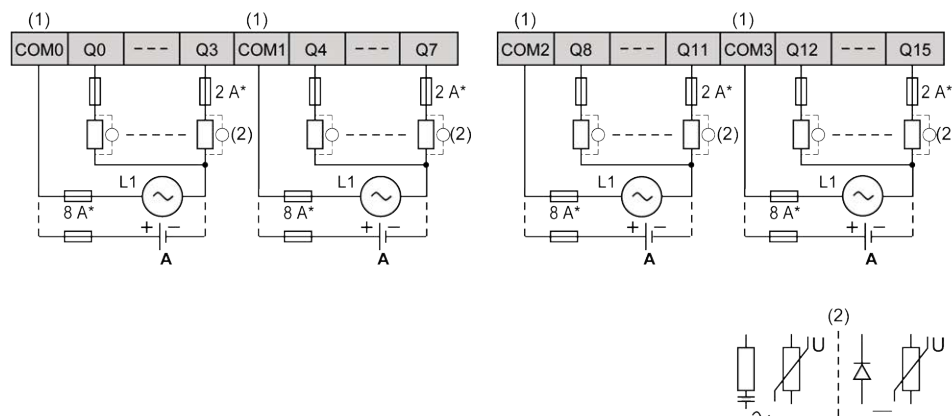 (1) (1) (1) (1)
COM0 Q0 --- Q3 COM1 Q4 --- Q7 COM2 Q8 --- Q11 COM3 Q12 --- Q15
2 A* 2 A* 2 A* 2 A*
(2) (2) (2) (2
L1 L1 L1 L1
8 A* 8 A* 8 A* 8 A*
+ − + − + − + −
A A A A
(2)
U U